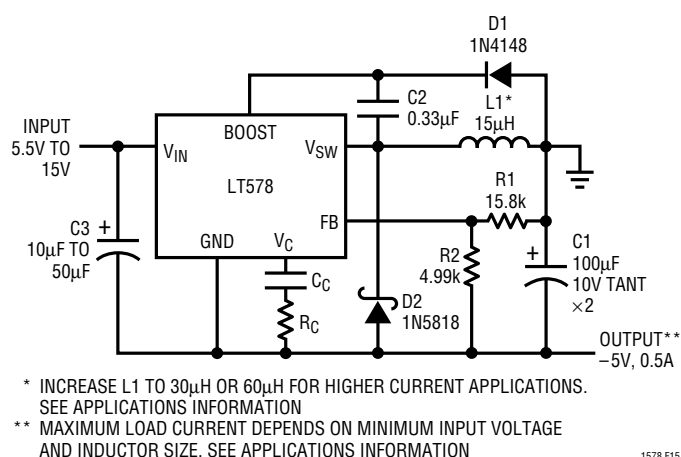 D1
1N4148
C2
0.33µF
L1*
15µH
INPUT
5.5V TO
15V
BOOST
V_IN
V_SW
LT578
R1
15.8k
FB
C3
10µF TO
50µF
+
GND
V_C
R2
4.99k
C1
100µF
10V TANT
×2
+
C_C
R_C
D2
1N5818
OUTPUT**
–5V, 0.5A
* INCREASE L1 TO 30µH OR 60µH FOR HIGHER CURRENT APPLICATIONS.
SEE APPLICATIONS INFORMATION
** MAXIMUM LOAD CURRENT DEPENDS ON MINIMUM INPUT VOLTAGE
AND INDUCTOR SIZE. SEE APPLICATIONS INFORMATION
1578 F15